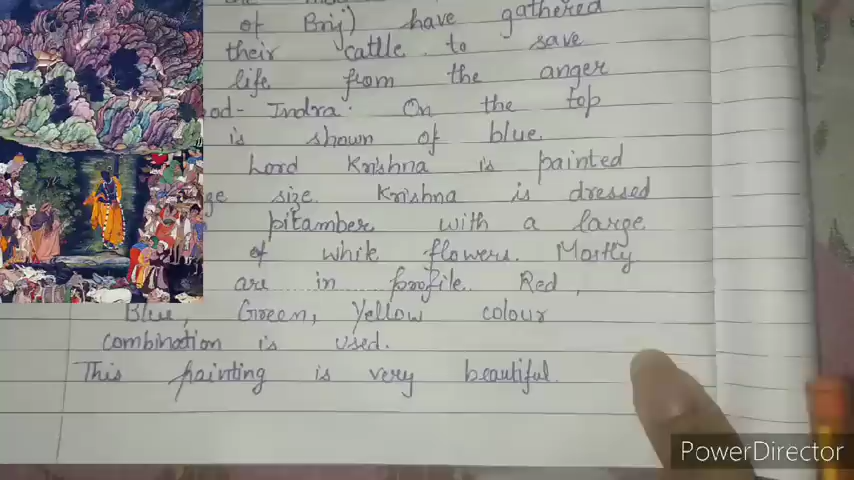 of Brij) have gathered
their cattle to save
life from the anger
od- Indra. On the top
is shown of blue.
Lord Krishna is painted
ge size. Krishna is dressed
pitamber with a large
of white flowers. Mostly
are in profile. Red,
Blue, Green, Yellow colour
combination is used.
This painting is very beautiful.
PowerDirector